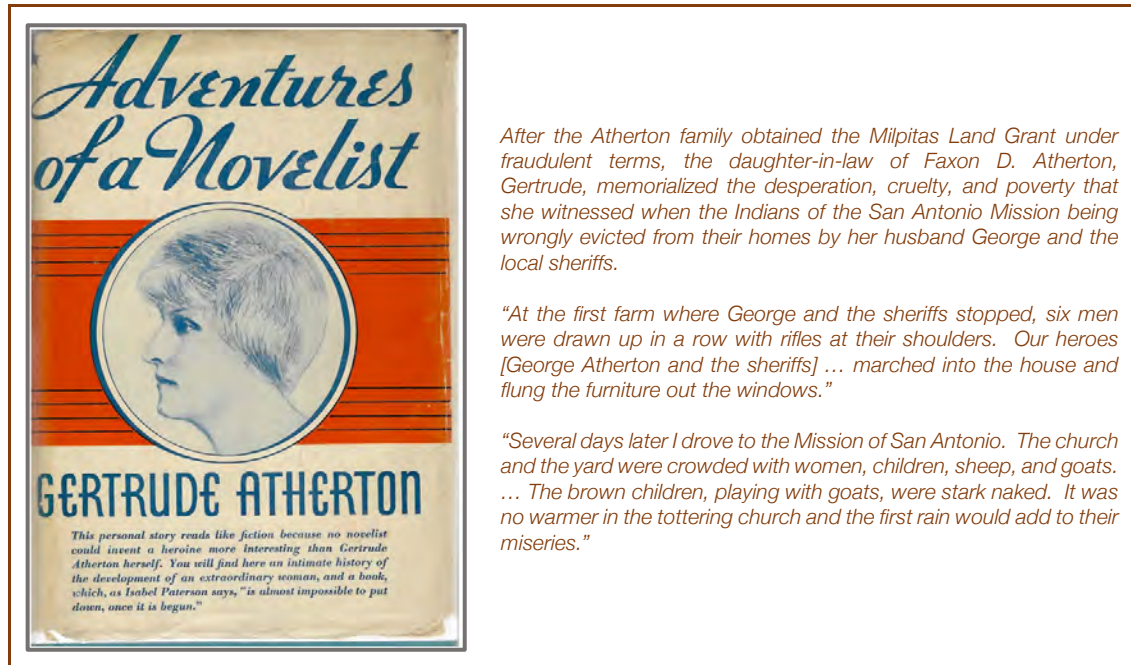 Adventures
of a Novelist
GERTRUDE ATHERTON
This personal story reads like fiction because no novelist
could invent a heroine more interesting than Gertrude
Atherton herself. You will find here an intimate history of
the development of an extraordinary woman, and a book,
which, as Isabel Paterson says, "is almost impossible to put
down, once it is begun."
After the Atherton family obtained the Milpitas Land Grant under
fraudulent terms, the daughter-in-law of Faxon D. Atherton,
Gertrude, memorialized the desperation, cruelty, and poverty that
she witnessed when the Indians of the San Antonio Mission being
wrongly evicted from their homes by her husband George and the
local sheriffs.
“At the first farm where George and the sheriffs stopped, six men
were drawn up in a row with rifles at their shoulders. Our heroes
[George Atherton and the sheriffs] … marched into the house and
flung the furniture out the windows.”
“Several days later I drove to the Mission of San Antonio. The church
and the yard were crowded with women, children, sheep, and goats.
… The brown children, playing with goats, were stark naked. It was
no warmer in the tottering church and the first rain would add to their
miseries.”